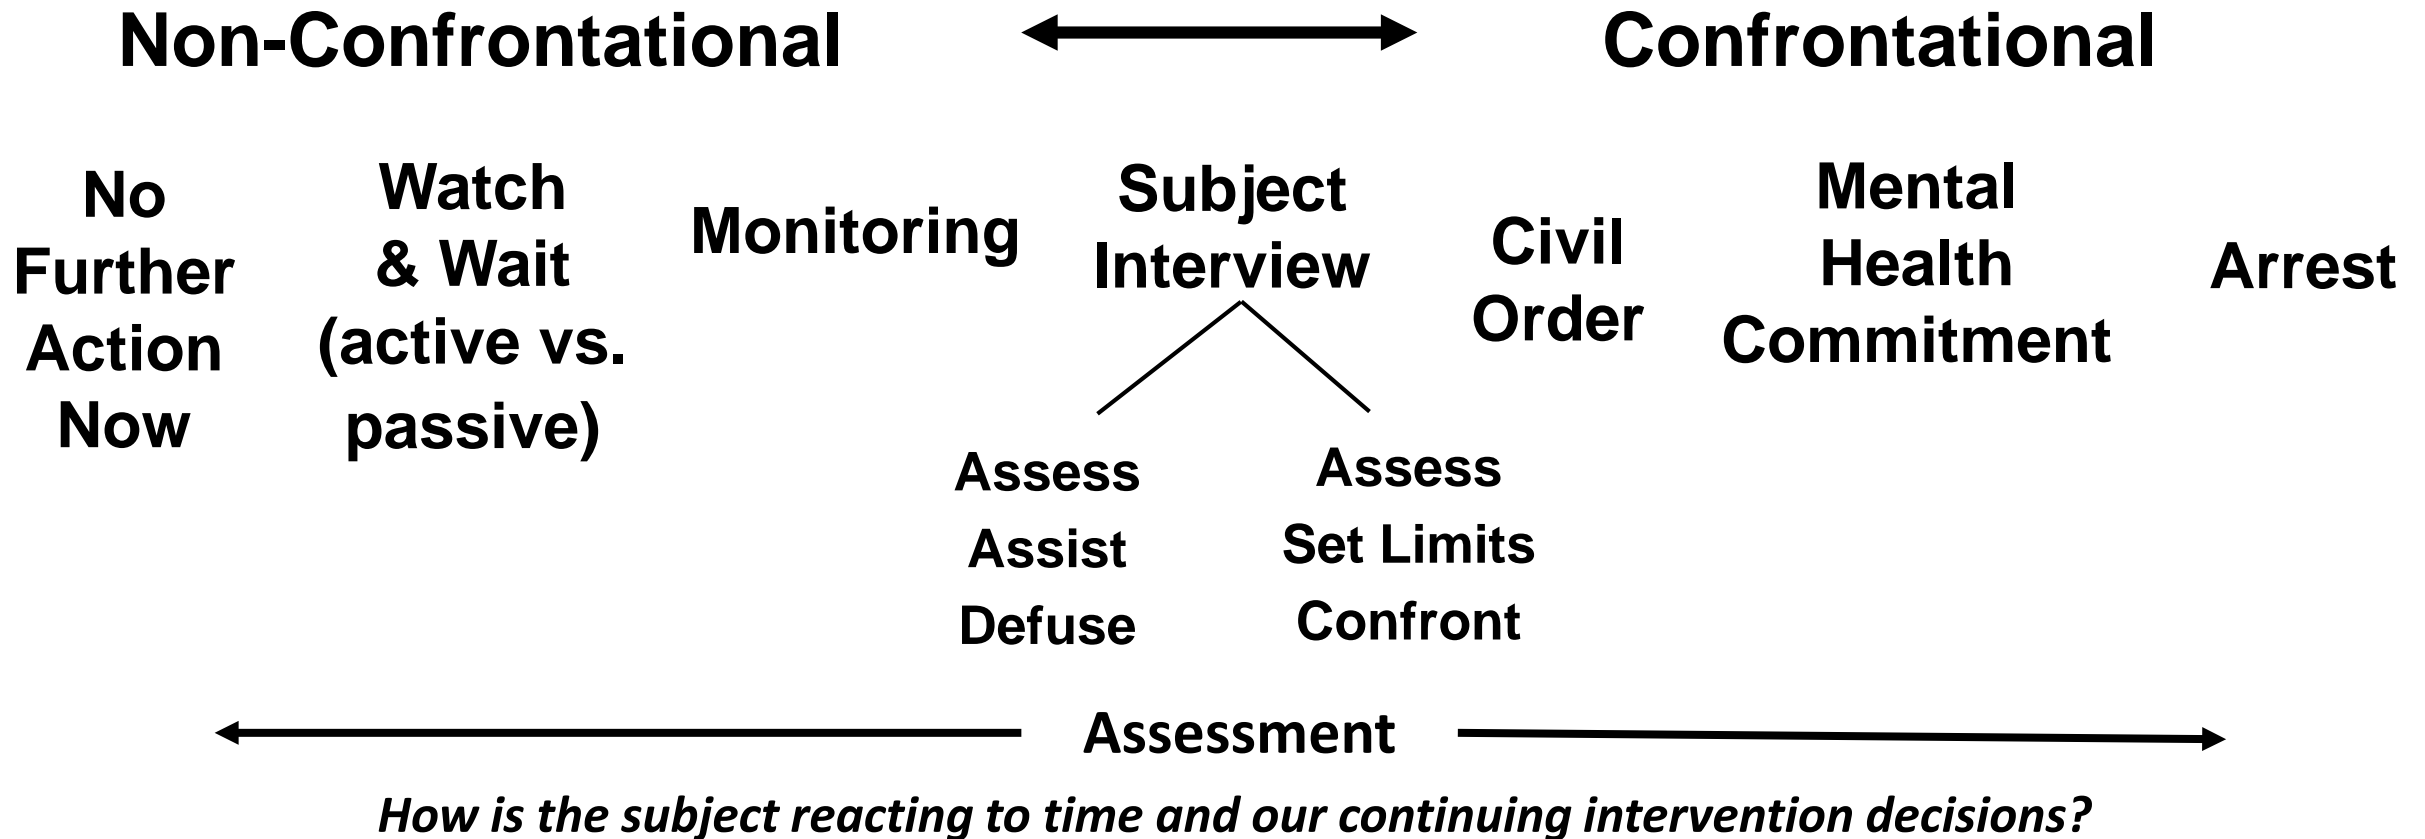 Non-Confrontational
Confrontational
No
Further
Action
Now
Watch
& Wait
(active vs.
passive)
Monitoring
Subject
Interview
Civil
Order
Mental
Health
Commitment
Arrest
Assess
Assist
Defuse
Assess
Set Limits
Confront
Assessment
How is the subject reacting to time and our continuing intervention decisions?